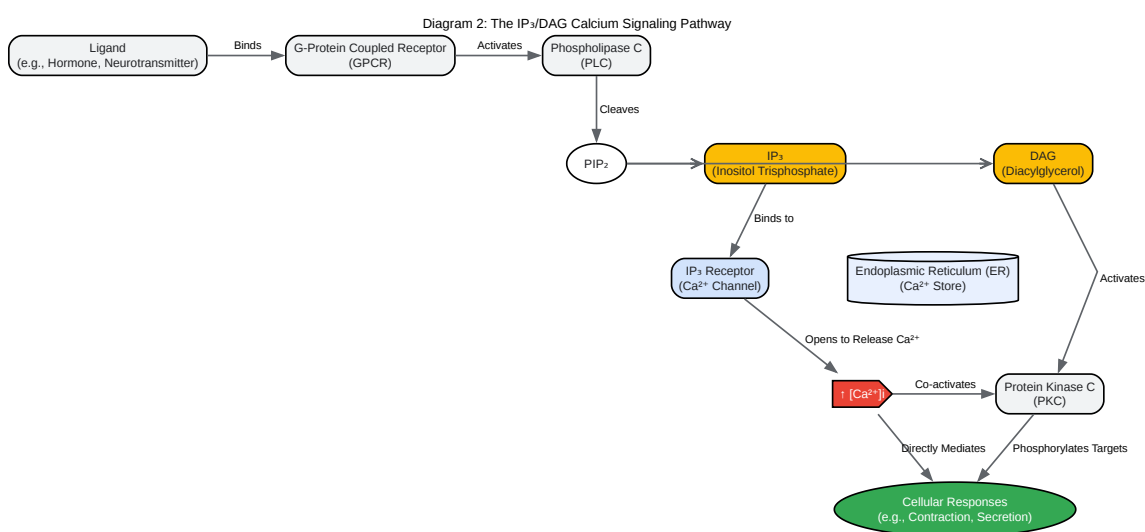 Diagram 2: The IP₃/DAG Calcium Signaling Pathway
Ligand
(e.g., Hormone, Neurotransmitter)
Binds
G-Protein Coupled Receptor
(GPCR)
Activates
Phospholipase C
(PLC)
Cleaves
PIP₂
IP₃
(Inositol Trisphosphate)
DAG
(Diacylglycerol)
Binds to
IP₃ Receptor
(Ca²⁺ Channel)
Endoplasmic Reticulum (ER)
(Ca²⁺ Store)
Activates
Opens to Release Ca²⁺
↑ [Ca²⁺]i
Co-activates
Protein Kinase C
(PKC)
Directly Mediates
Phosphorylates Targets
Cellular Responses
(e.g., Contraction, Secretion)